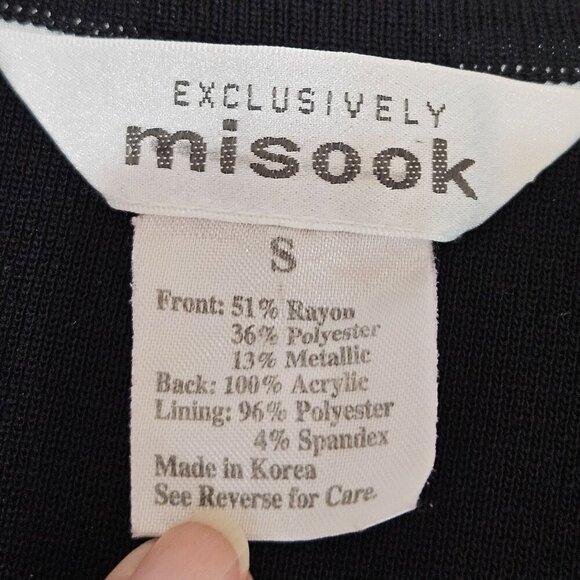 EXCLUSIVELY
misook
S
Front: 51% Rayon
36% Polyester
13% Metallic
Back: 100% Acrylic
Lining: 96% Polyester
4% Spandex
Made in Korea
See Reverse for Care.